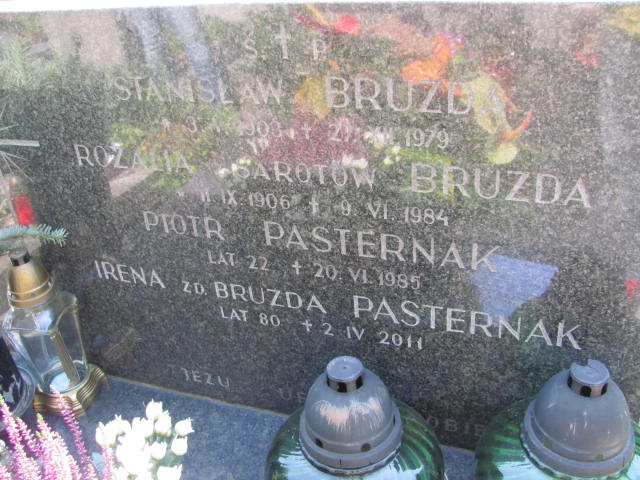 Ś † P
STANISŁAW BRUZDA
1903 † 1979
ROZALIA BRUZDA
11.IX 1906 † 9. VI. 1984
PIOTR PASTERNAK
LAT 22 † 20. VI. 1985
IRENA ZD. BRUZDA PASTERNAK
LAT 80 † 2 IV 2011
JEZU